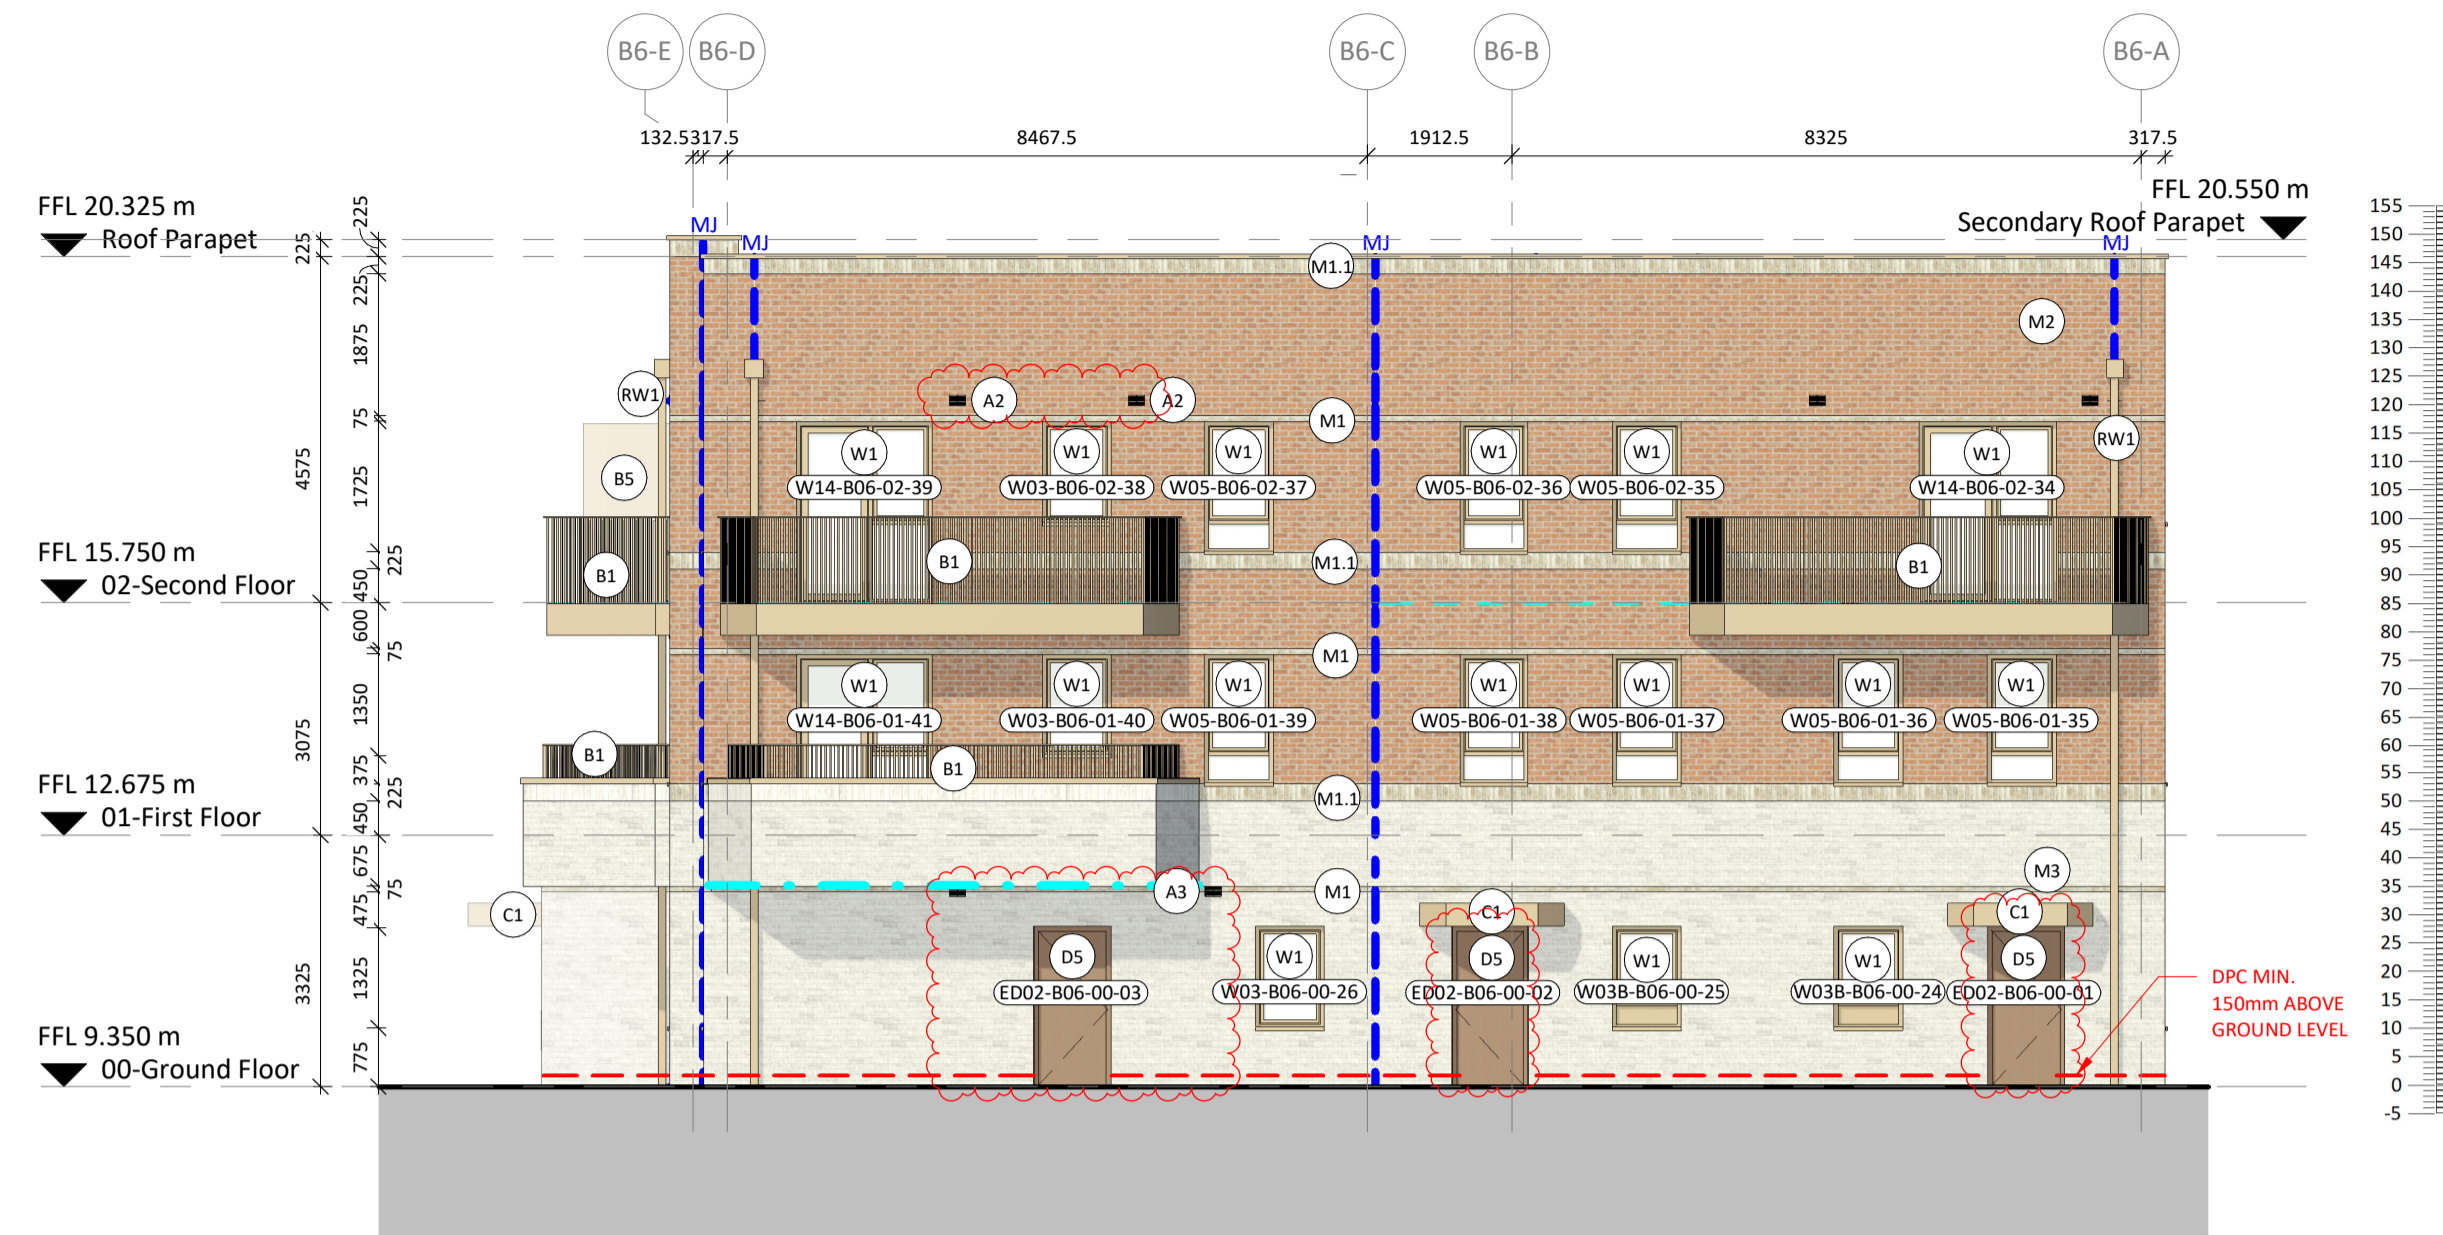 B6-E B6-D B6-C B6-B B6-A
132.5 317.5 8467.5 1912.5 8325 317.5
FFL 20.325 m
Roof Parapet
FFL 20.550 m
Secondary Roof Parapet
MJ
MJ MJ MJ
M1.1
M2
RW1 A2 A2
M1
RW1
W1 W1 W1 W1 W1 W1
B5
W14-B06-02-39 W03-B06-02-38 W05-B06-02-37 W05-B06-02-36 W05-B06-02-35 W14-B06-02-34
FFL 15.750 m
02-Second Floor
B1 B1 M1.1 B1
M1
W1 W1 W1 W1 W1 W1 W1
W14-B06-01-41 W03-B06-01-40 W05-B06-01-39 W05-B06-01-38 W05-B06-01-37 W05-B06-01-36 W05-B06-01-35
B1 B1
FFL 12.675 m
01-First Floor
M1.1
M3
A3 M1
C1 C1 C1
D5 W1 D5 W1 W1 D5
ED02-B06-00-03 W03-B06-00-26 ED02-B06-00-02 W03B-B06-00-25 W03B-B06-00-24 ED02-B06-00-01
DPC MIN.
150mm ABOVE
GROUND LEVEL
FFL 9.350 m
00-Ground Floor
225
4575
3075
3325
225
225
1875
75
1725
225
450
600
75
1350
375
225
450
675
75
475
1325
775
155
150
145
140
135
130
125
120
115
110
105
100
95
90
85
80
75
70
65
60
55
50
45
40
35
30
25
20
15
10
5
0
-5